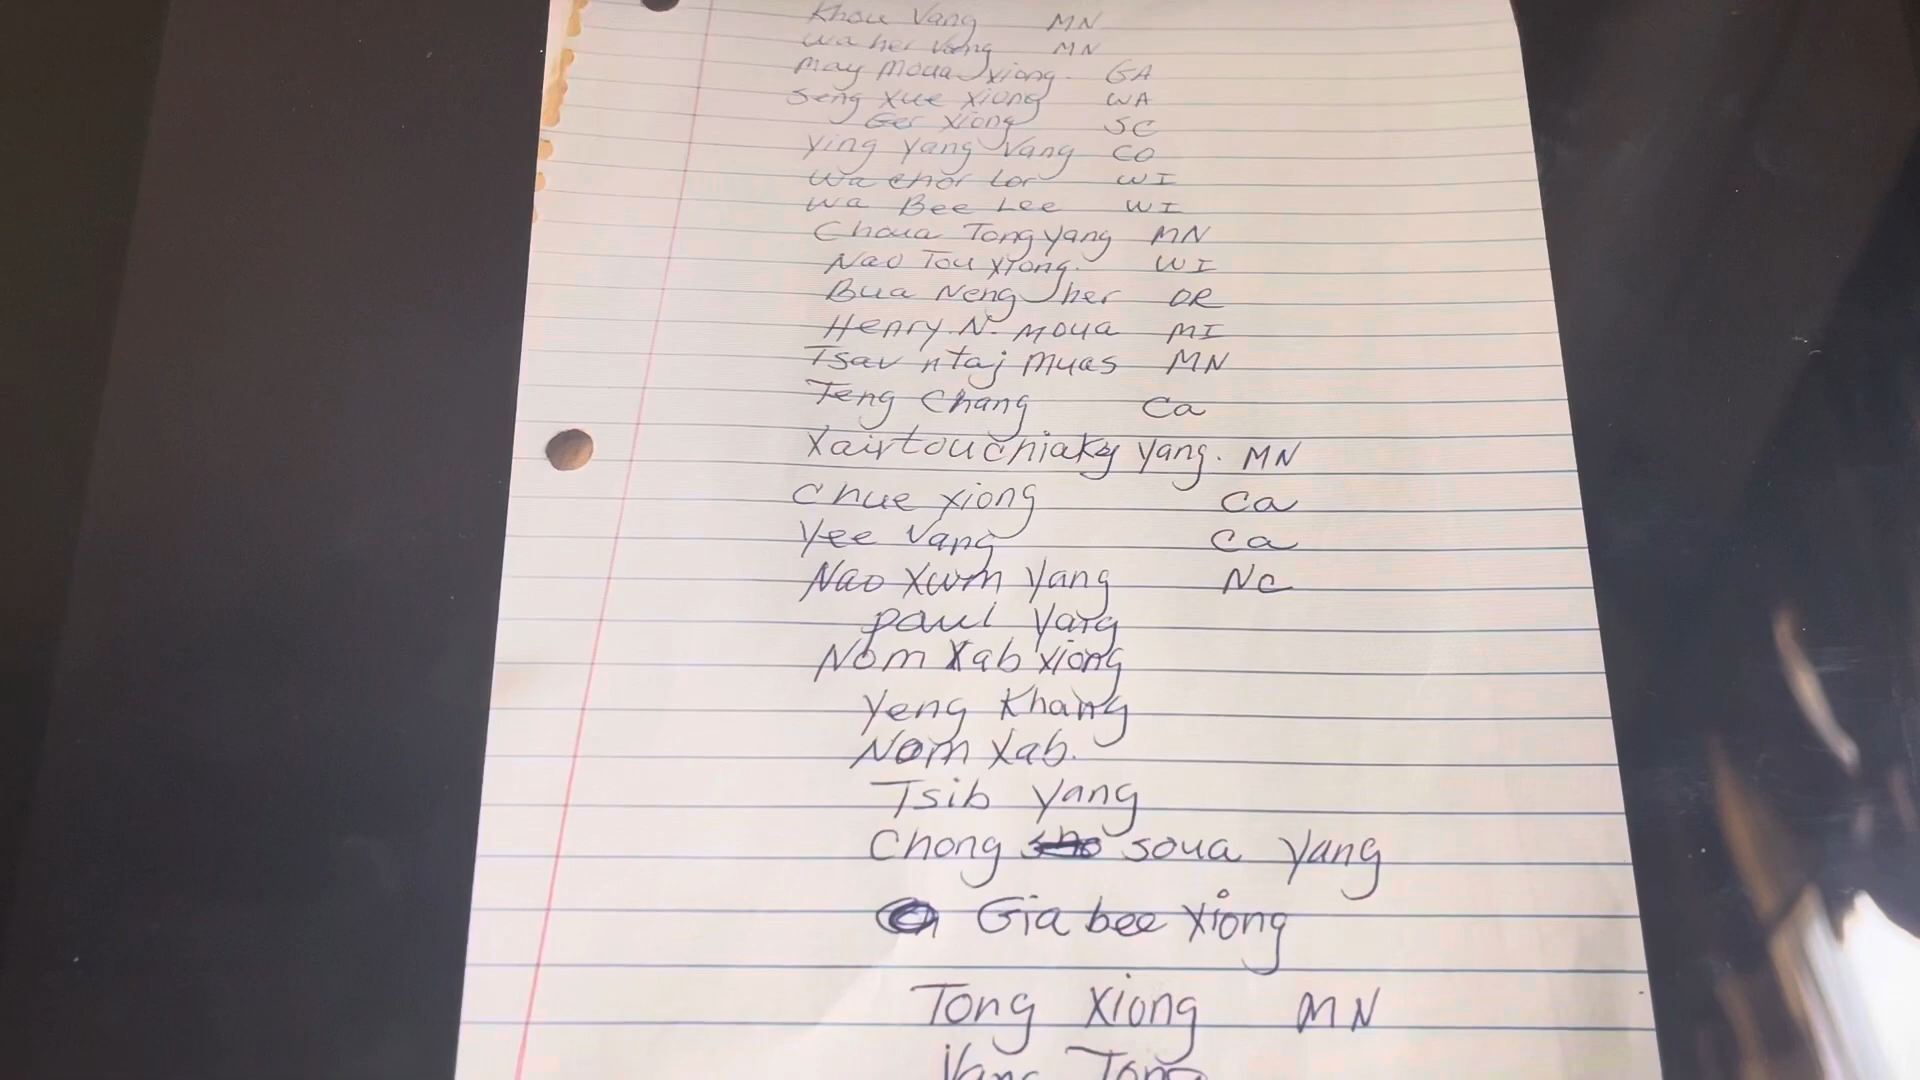 Khou Vang MN
Wa her Vang MN
May Moua Xiong. GA
Seng Xue Xiong WA
Ger Xiong SC
Ying Yang Vang CO
Wa Chor Lor WI
Wa Bee Lee WI
Choua Tong Yang MN
Nao Tou Xiong. WI
Bua Neng her OR
Henry N. Moua MI
Tsav ntaj Muas MN
Teng Chang Ca
Yang. MN
Chue Xiong Ca
Yee Vang Ca
Nao Xwm Yang NC
Paul Yang
Nom Xab Xiong
Yeng Khang
Nom Xab.
Tsib Yang
Chong Soua Yang
Gia bee Xiong
Tong Xiong MN
Vang Tong